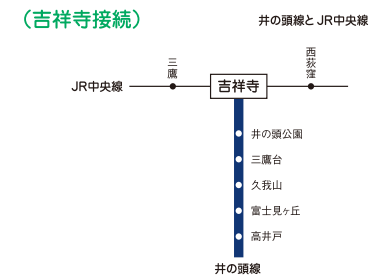 （吉祥寺接続）
井の頭線とJR中央線
三鷹
西荻窪
JR中央線
吉祥寺
井の頭公園
三鷹台
久我山
富士見ヶ丘
高井戸
井の頭線